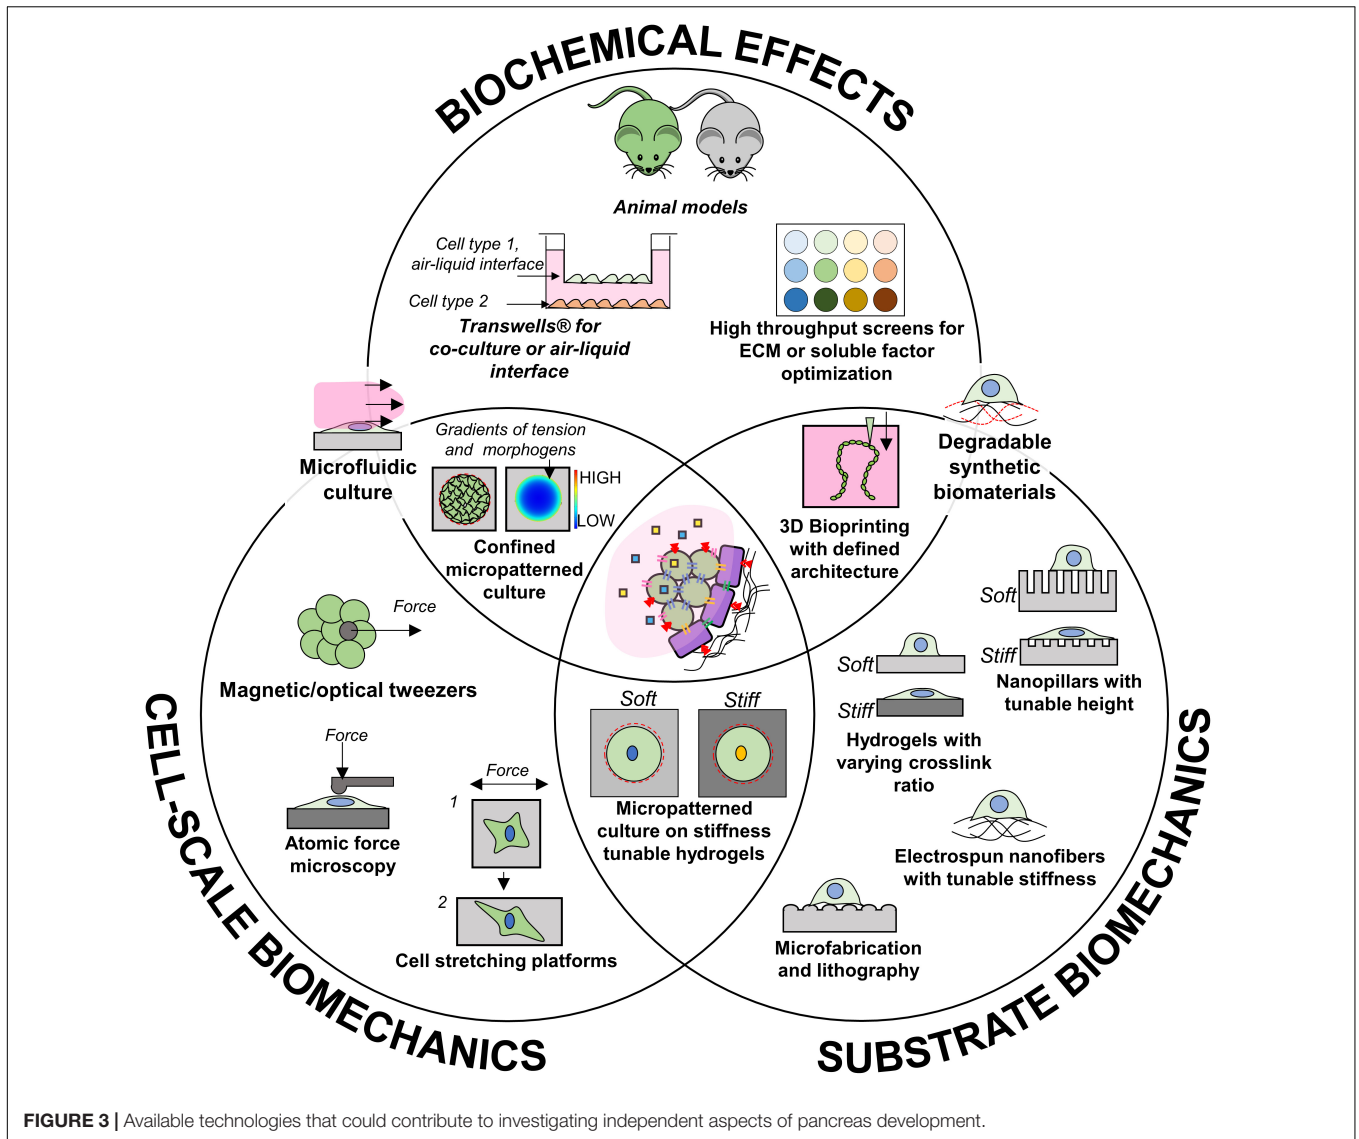 BIOCHEMICAL EFFECTS
Animal models
Cell type 1,
air-liquid interface
Cell type 2
Transwells® for
co-culture or air-liquid
interface
High throughput screens for
ECM or soluble factor
optimization
Microfluidic
culture
Gradients of tension
and morphogens
HIGH
LOW
Confined
micropatterned
culture
3D Bioprinting
with defined
architecture
Degradable
synthetic
biomaterials
Force
Magnetic/optical tweezers
Force
Atomic force
microscopy
Force
1
2
Cell stretching platforms
CELL-SCALE BIOMECHANICS
Soft
Stiff
Micropatterned
culture on stiffness
tunable hydrogels
Soft
Stiff
Nanopillars with
tunable height
Soft
Stiff
Hydrogels with
varying crosslink
ratio
Electrospun nanofibers
with tunable stiffness
Microfabrication
and lithography
SUBSTRATE BIOMECHANICS
FIGURE 3 | Available technologies that could contribute to investigating independent aspects of pancreas development.